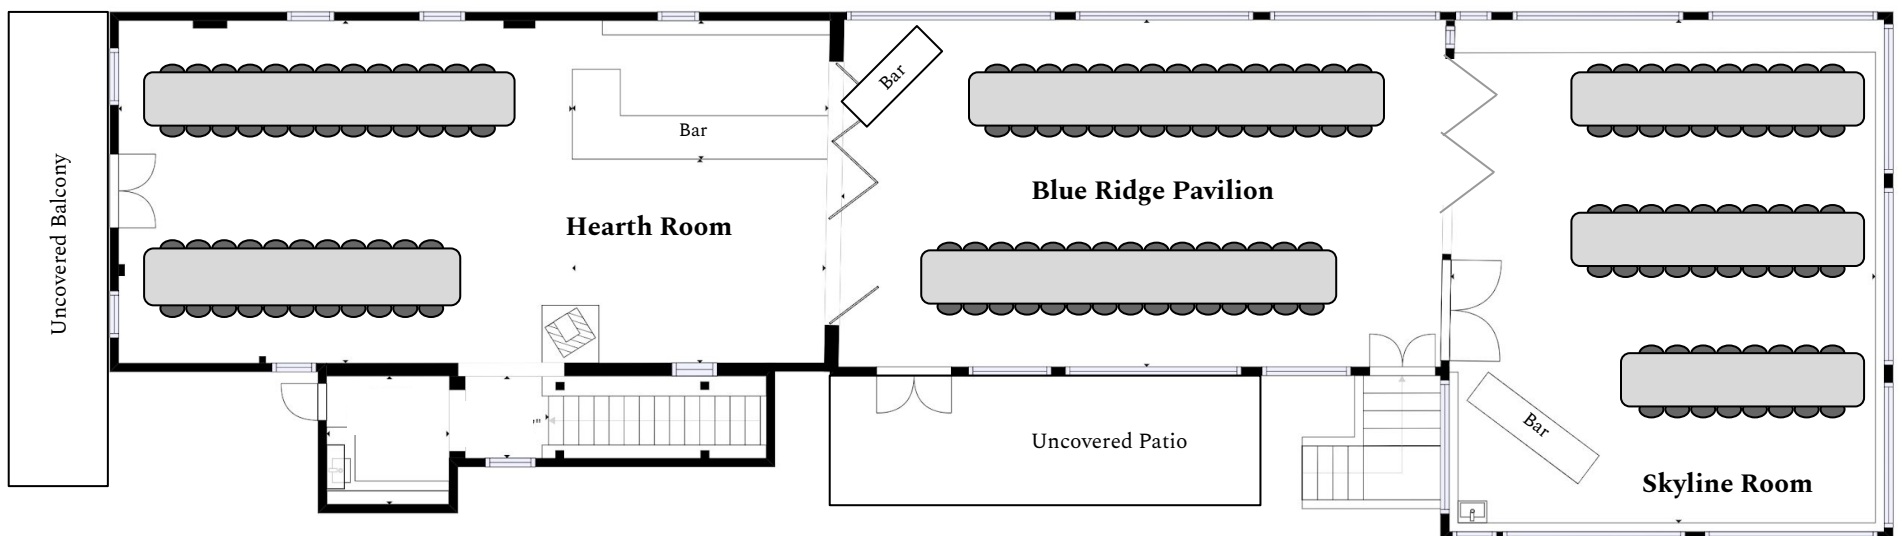 Uncovered Balcony
Bar
Hearth Room
Bar
Blue Ridge Pavilion
Uncovered Patio
Bar
Skyline Room